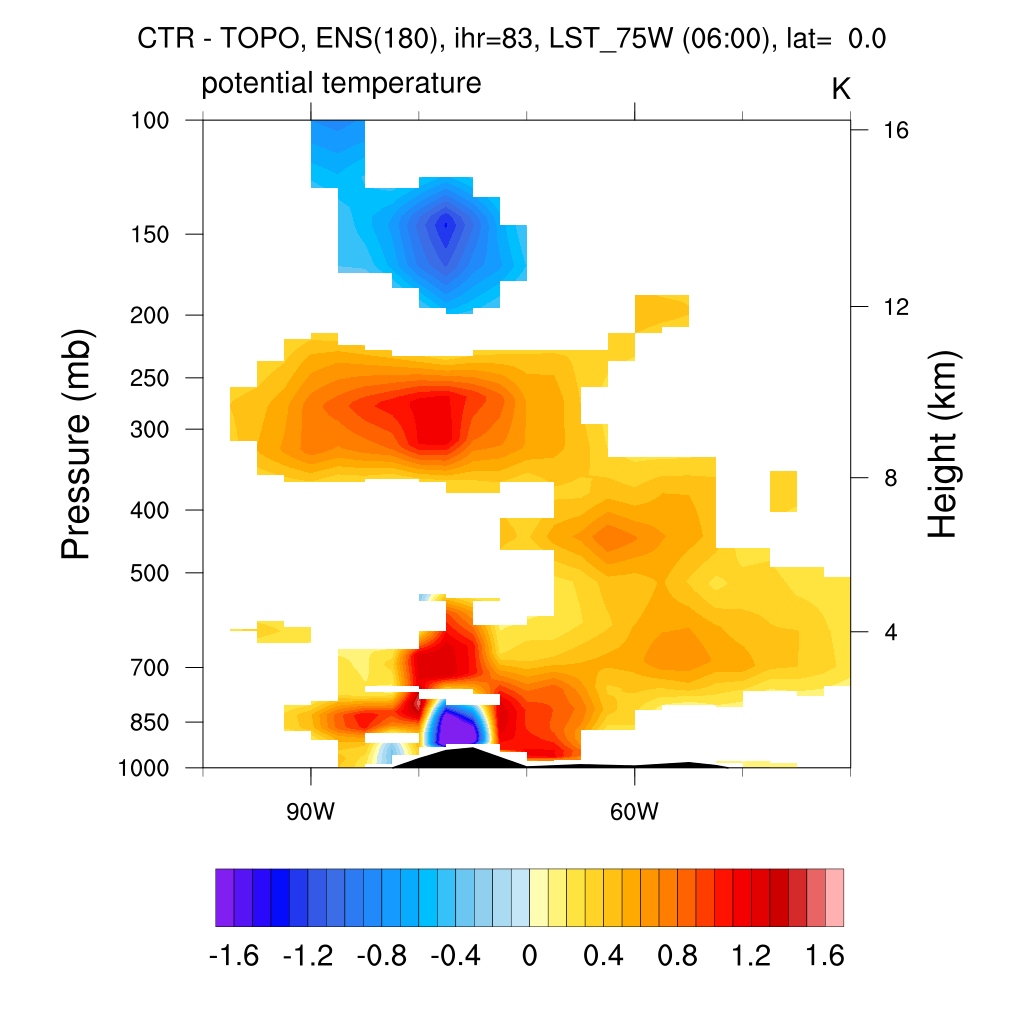 CTR - TOPO, ENS(180), ihr=83, LST_75W (06:00), lat= 0.0
potential temperature K
100
150
200
250
300
400
500
700
850
1000
Pressure (mb)
16
12
8
4
Height (km)
90W 60W
-1.6 -1.2 -0.8 -0.4 0 0.4 0.8 1.2 1.6